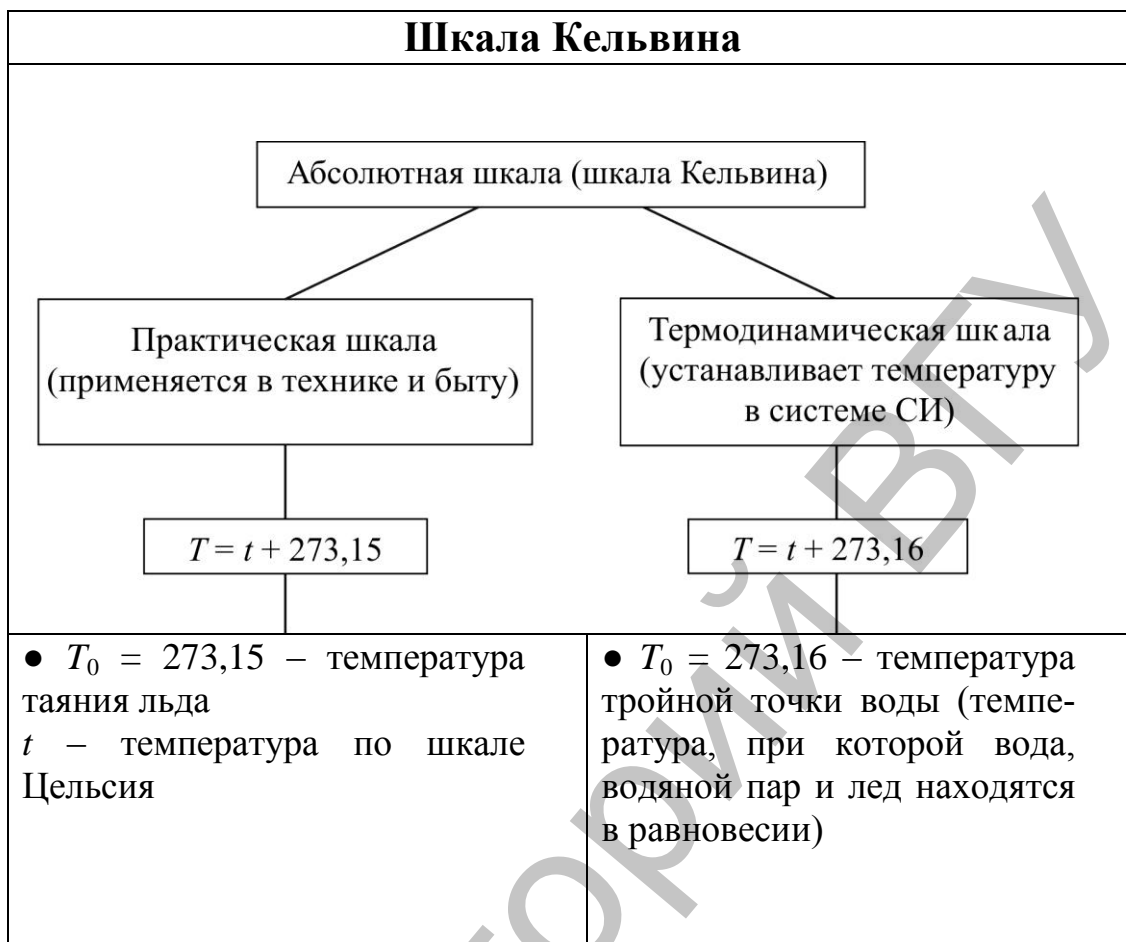 Шкала Кельвина
Абсолютная шкала (шкала Кельвина)
Практическая шкала
(применяется в технике и быту)
Термодинамическая шкала
(устанавливает температуру
в системе СИ)
T = t + 273,15
T = t + 273,16
● T₀ = 273,15 – температура
таяния льда
t – температура по шкале
Цельсия
● T₀ = 273,16 – температура
тройной точки воды (темпе-
ратура, при которой вода,
водяной пар и лед находятся
в равновесии)
торий ВГУ